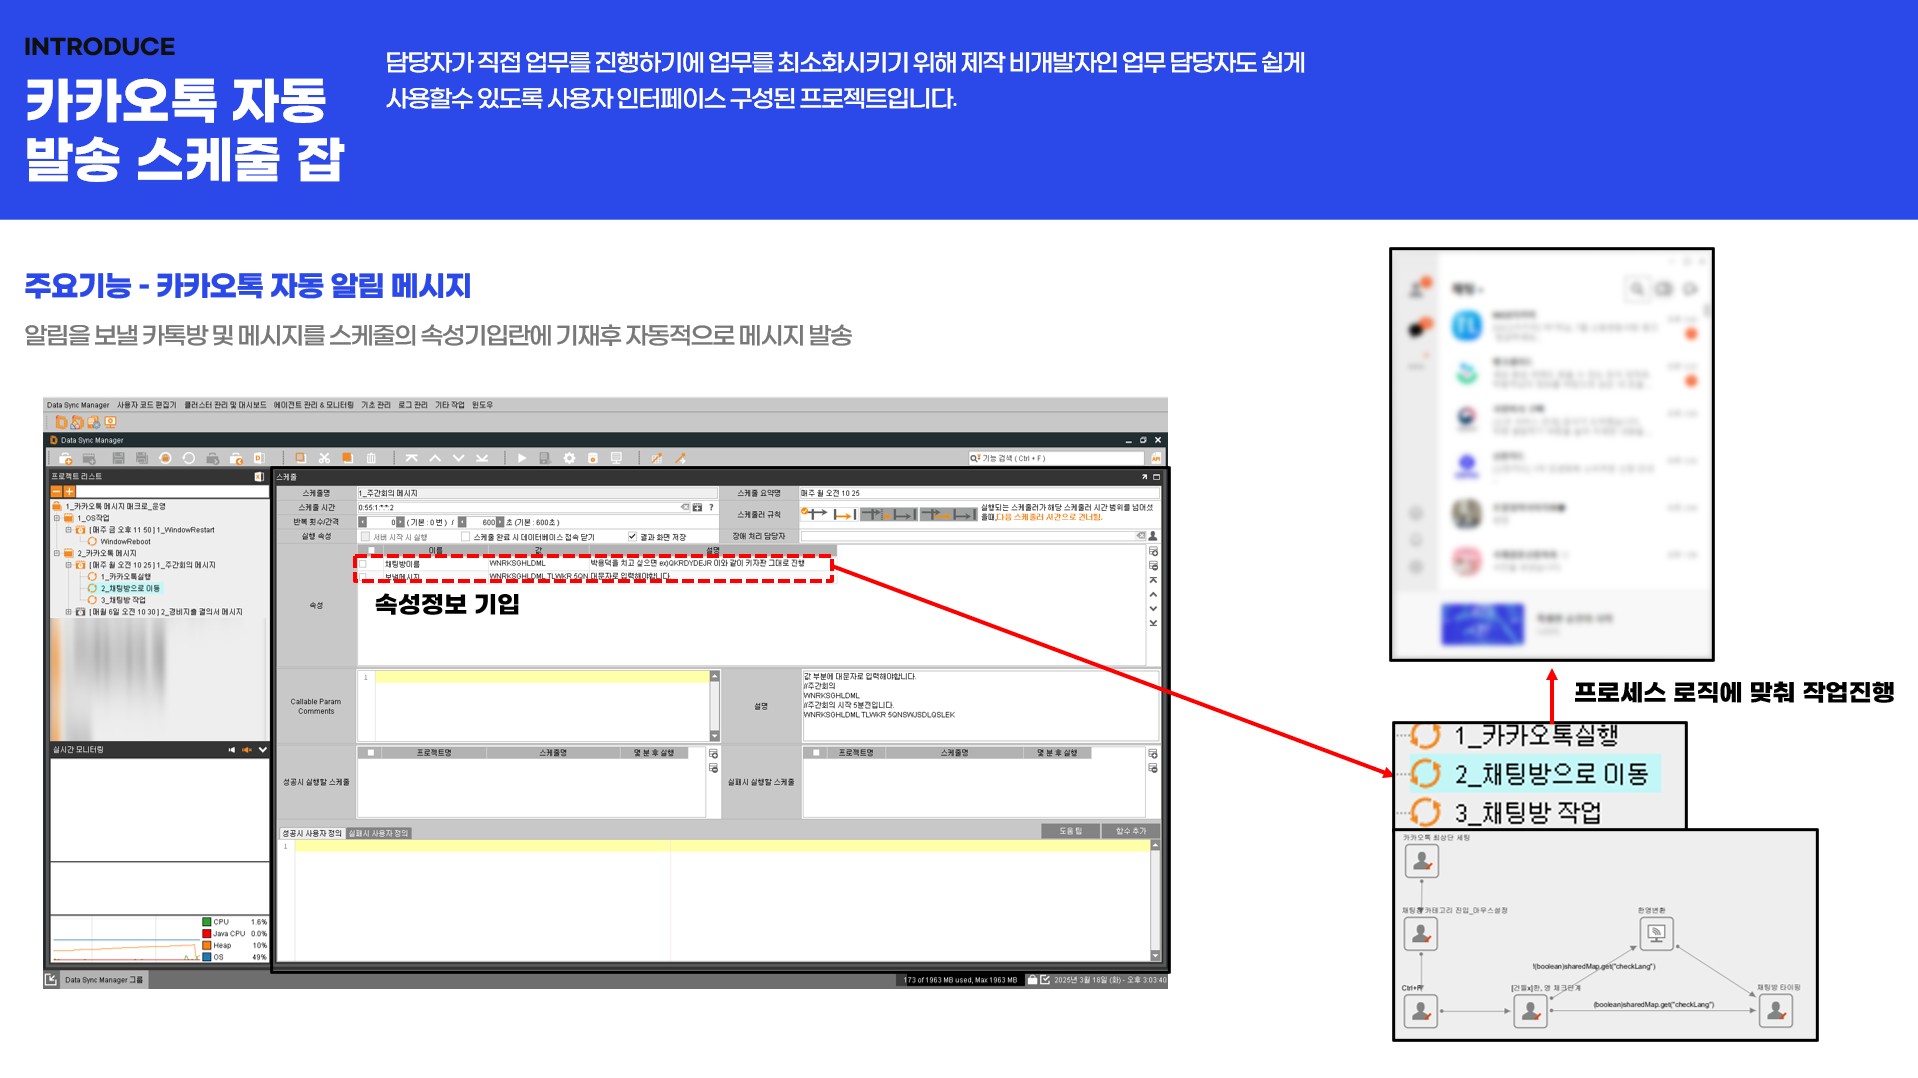 INTRODUCE
카카오톡 자동
발송 스케줄 잡
담당자가 직접 업무를 진행하기에 업무를 최소화시키기 위해 제작 비개발자인 업무 담당자도 쉽게
사용할수 있도록 사용자 인터페이스 구성된 프로젝트입니다.
주요기능 - 카카오톡 자동 알림 메시지
알림을 보낼 카톡방 및 메시지를 스케줄의 속성기입란에 기재후 자동적으로 메시지 발송
Data Sync Manager 사용자 코드 편집기 클러스터 관리 및 대시보드 에이전트 관리 & 모니터링 기초 관리 로그 관리 기타 작업 윈도우
Data Sync Manager
기능 검색 ( Ctrl + F )
프로젝트 리스트
1_카카오톡 메시지 매크로_운영
1_OS작업
[매주 금 오후 11 50] 1_WindowRestart
WindowReboot
2_카카오톡 메시지
[매주 월 오전 10 25] 1_주간회의 메시지
1_카카오톡실행
2_채팅방으로 이동
3_채팅방 작업
[매월 6일 오전 10 30] 2_경비지출 결의서 메시지
실시간 모니터링
CPU 1.6%
Java CPU 0.0%
Heap 10%
OS 49%
스케줄
스케줄명 1_주간회의 메시지 스케줄 요약명 매주 월 오전 10 25
스케줄 시간 0:55:1:*:*:2 ?
반복 횟수/간격 0 (기본 : 0 번) / 600 초 (기본 : 600초)
스케줄러 규칙 실행되는 스케줄러가 해당 스케줄러 시간 범위를 넘어섰
을때,다음 스케줄러 시간으로 건너뜀.
실행 속성 서버 시작 시 실행 스케줄 완료 시 데이터베이스 접속 닫기 결과 화면 저장 장애 처리 담당자
이름 값 설명
채팅방이름 WNRKSGHLDML 박용덕을 치고 싶으면 ex)QKRDYDEJR 이와 같이 키자판 그대로 진행
보낼메시지 WNRKSGHLDML TLWKR 5QN 대문자로 입력해야합니다.
속성
속성정보 기입
Callable Param
Comments
1
설명
값 부분에 대문자로 입력해야합니다.
//주간회의
WNRKSGHLDML
//주간회의 시작 5분전입니다.
WNRKSGHLDML TLWKR 5QNSWJSDLQSLEK
성공시 실행할 스케줄 프로젝트명 스케줄명 몇 분 후 실행
실패시 실행할 스케줄 프로젝트명 스케줄명 몇 분 후 실행
성공시 사용자 정의 실패시 사용자 정의
도움 팁 함수 추가
1
Data Sync Manager 그룹
173 of 1963 MB used, Max 1963 MB
2025년 3월 18일 (화) - 오후 3:03:40
프로세스 로직에 맞춰 작업진행
1_카카오톡실행
2_채팅방으로 이동
3_채팅방 작업
카카오톡 최상단 세팅
채팅 카테고리 진입_마우스설정
한영변환
!(boolean)sharedMap.get("checkLang")
Ctrl+F
[건들x]한, 영 체크단계
(boolean)sharedMap.get("checkLang")
채팅방 타이핑